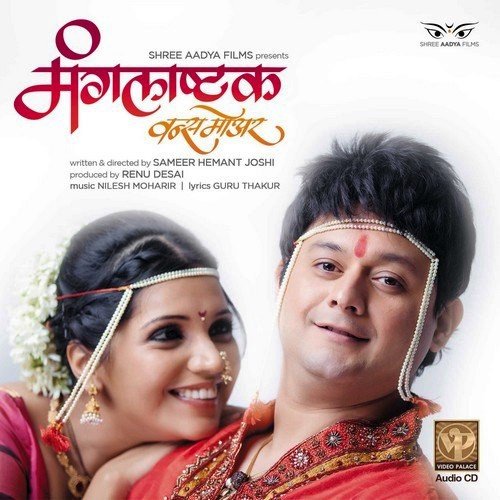 SHREE AADYA FILMS
SHREE AADYA FILMS presents
मंगलाष्टक
वन्स मोअर
written & directed by SAMEER HEMANT JOSHI
produced by RENU DESAI
music NILESH MOHARIR | lyrics GURU THAKUR
VP
VIDEO PALACE
Audio CD